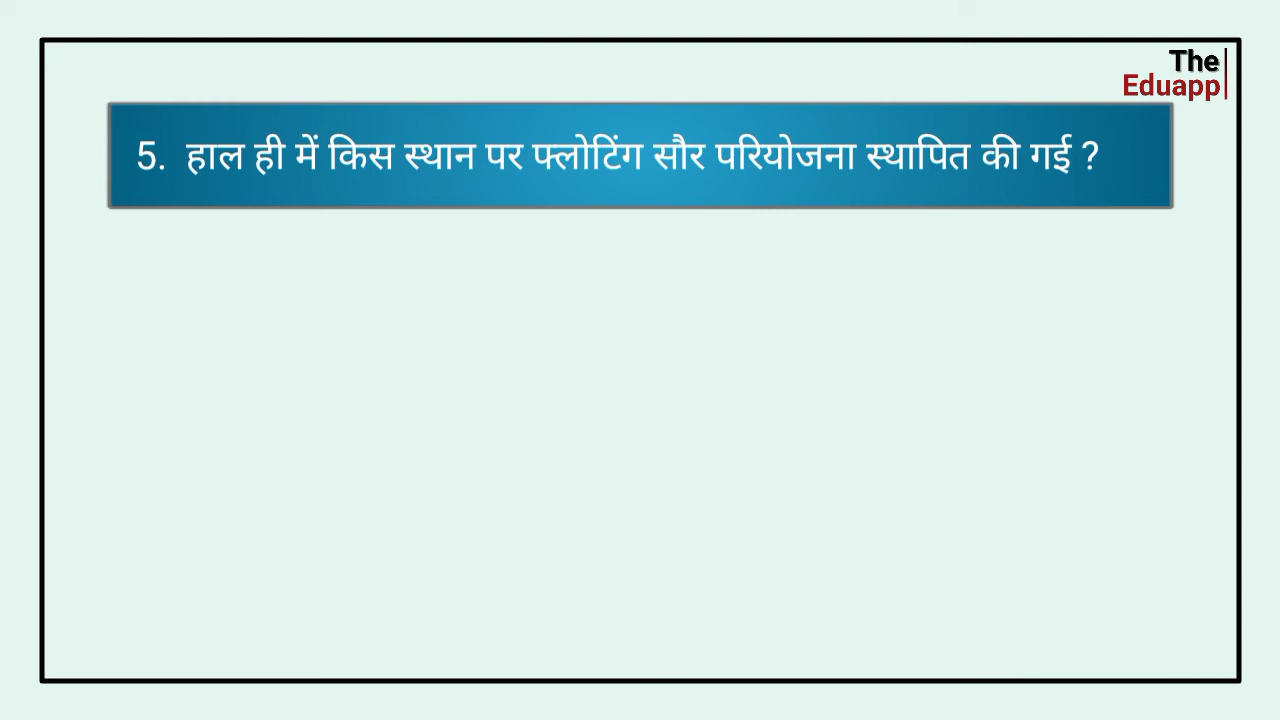 The
Eduapp
5. हाल ही में किस स्थान पर फ्लोटिंग सौर परियोजना स्थापित की गई ?